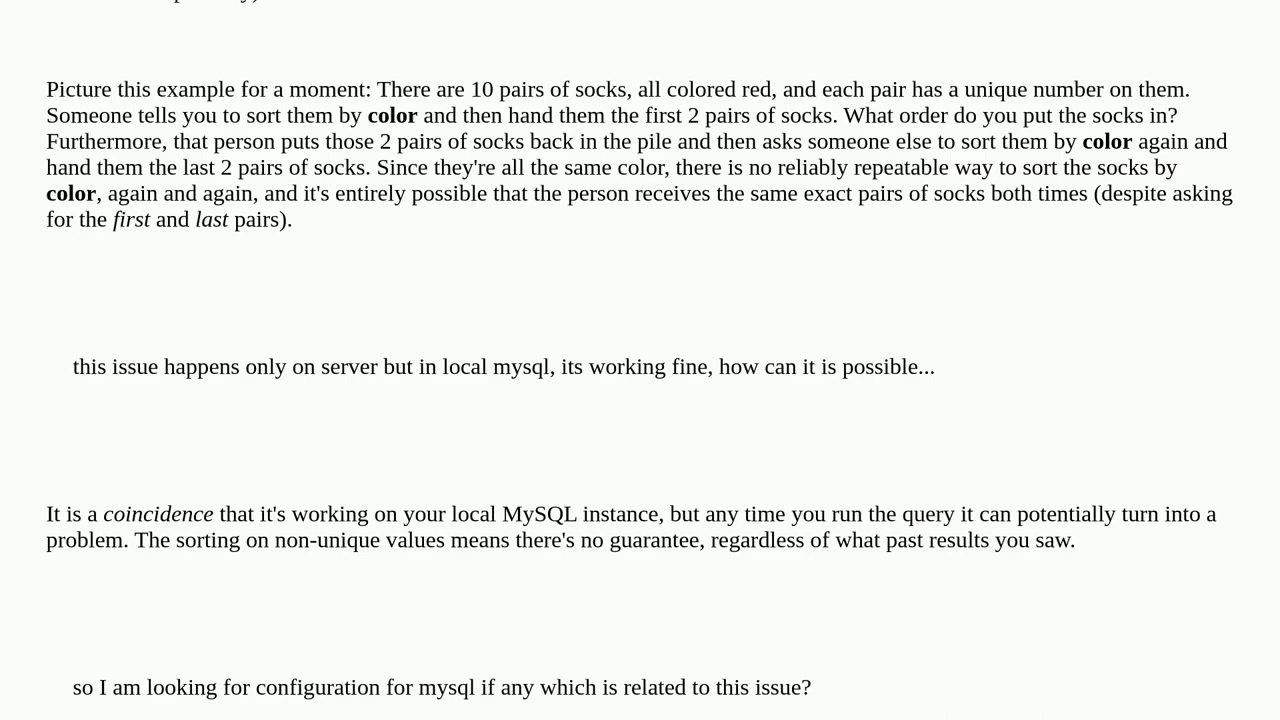 Picture this example for a moment: There are 10 pairs of socks, all colored red, and each pair has a unique number on them.
Someone tells you to sort them by color and then hand them the first 2 pairs of socks. What order do you put the socks in?
Furthermore, that person puts those 2 pairs of socks back in the pile and then asks someone else to sort them by color again and
hand them the last 2 pairs of socks. Since they're all the same color, there is no reliably repeatable way to sort the socks by
color, again and again, and it's entirely possible that the person receives the same exact pairs of socks both times (despite asking
for the first and last pairs).
this issue happens only on server but in local mysql, its working fine, how can it is possible...
It is a coincidence that it's working on your local MySQL instance, but any time you run the query it can potentially turn into a
problem. The sorting on non-unique values means there's no guarantee, regardless of what past results you saw.
so I am looking for configuration for mysql if any which is related to this issue?